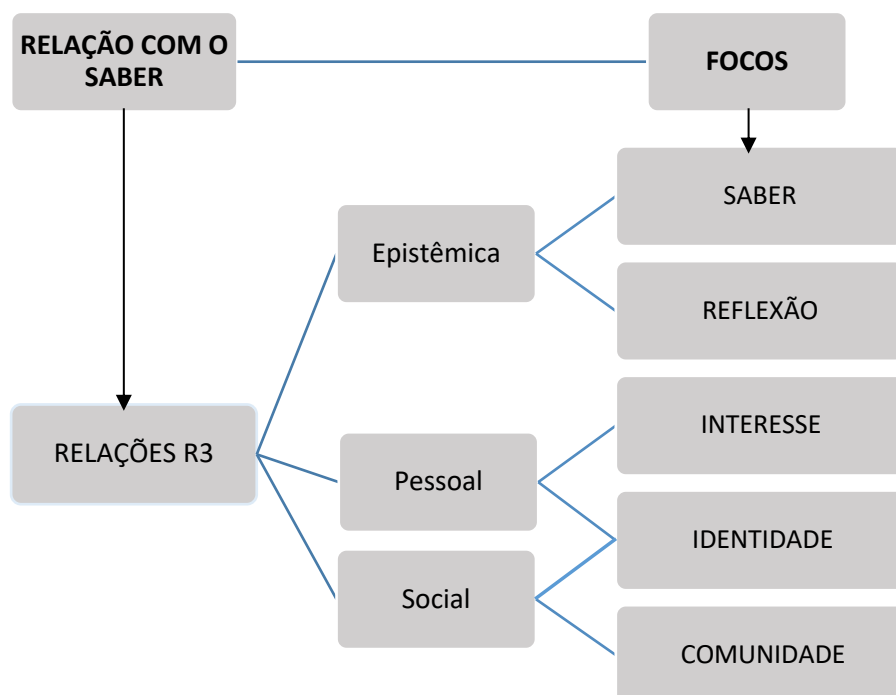 RELAÇÃO COM O
SABER
FOCOS
SABER
Epistêmica
REFLEXÃO
INTERESSE
RELAÇÕES R3
Pessoal
IDENTIDADE
Social
COMUNIDADE